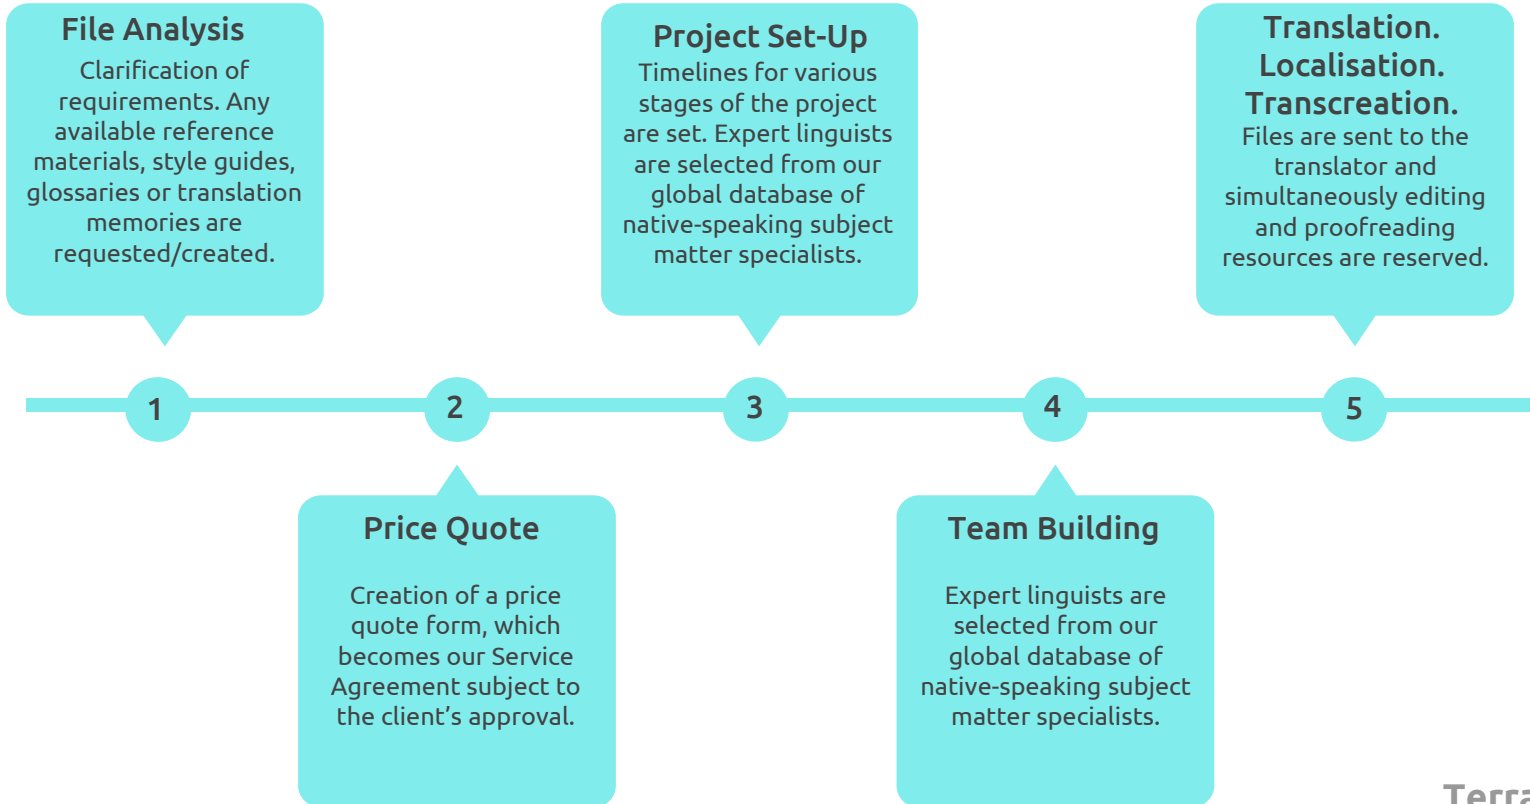 File Analysis
Clarification of
requirements. Any
available reference
materials, style guides,
glossaries or translation
memories are
requested/created.
Project Set-Up
Timelines for various
stages of the project
are set. Expert linguists
are selected from our
global database of
native-speaking subject
matter specialists.
Translation.
Localisation.
Transcreation.
Files are sent to the
translator and
simultaneously editing
and proofreading
resources are reserved.
1
2
3
4
5
Price Quote
Creation of a price
quote form, which
becomes our Service
Agreement subject to
the client’s approval.
Team Building
Expert linguists are
selected from our
global database of
native-speaking subject
matter specialists.
Terra